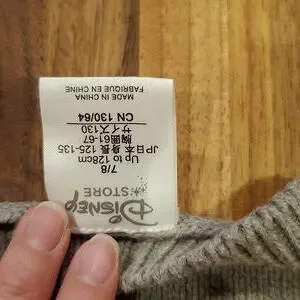 DISNEY
STORE
7/8
Up to 128cm
JP日本 身長 125-135
胸囲61-67
サイズ130
CN 130/64
MADE IN CHINA
FABRIQUÉ EN CHINE